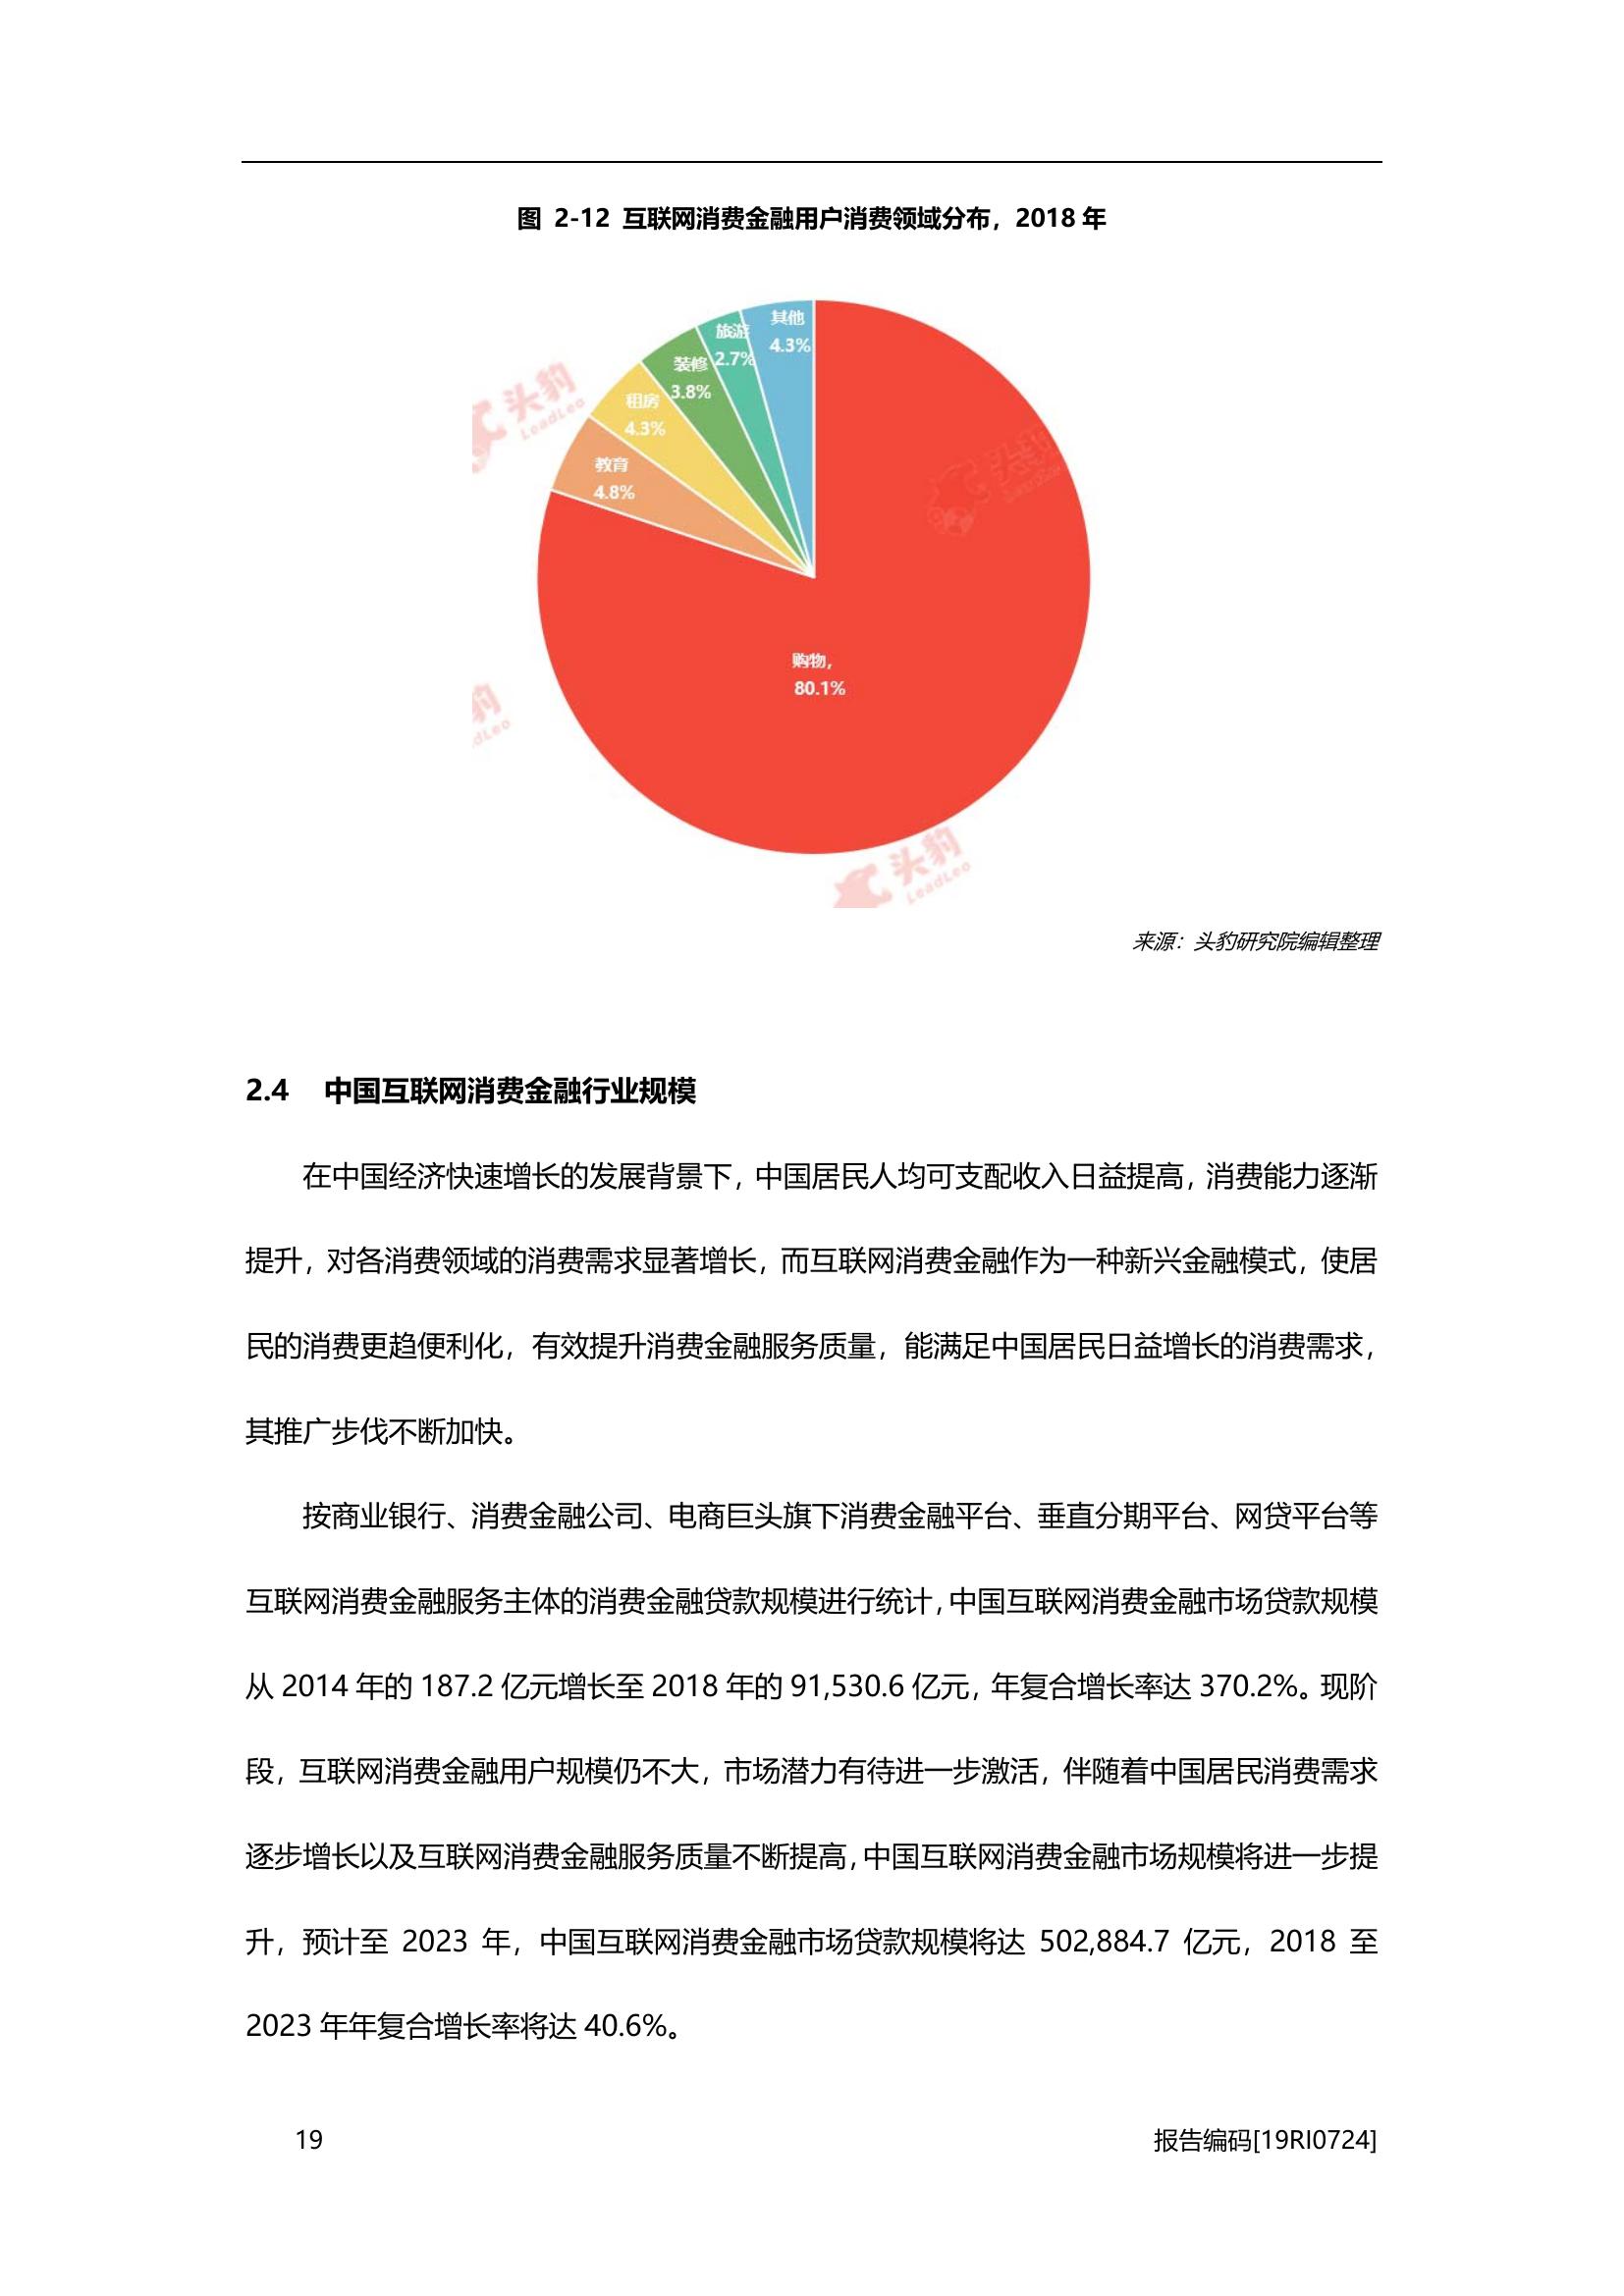 图 2-12 互联网消费金融用户消费领域分布，2018 年
其他
4.3%
旅游
2.7%
装修
3.8%
租房
4.3%
教育
4.8%
购物，
80.1%
头豹
LeadLeo
头豹
豹
dLeo
头豹
LeadLeo
来源：头豹研究院编辑整理
2.4 中国互联网消费金融行业规模
在中国经济快速增长的发展背景下，中国居民人均可支配收入日益提高，消费能力逐渐
提升，对各消费领域的消费需求显著增长，而互联网消费金融作为一种新兴金融模式，使居
民的消费更趋便利化，有效提升消费金融服务质量，能满足中国居民日益增长的消费需求，
其推广步伐不断加快。
按商业银行、消费金融公司、电商巨头旗下消费金融平台、垂直分期平台、网贷平台等
互联网消费金融服务主体的消费金融贷款规模进行统计，中国互联网消费金融市场贷款规模
从 2014 年的 187.2 亿元增长至 2018 年的 91,530.6 亿元，年复合增长率达 370.2%。现阶
段，互联网消费金融用户规模仍不大，市场潜力有待进一步激活，伴随着中国居民消费需求
逐步增长以及互联网消费金融服务质量不断提高，中国互联网消费金融市场规模将进一步提
升，预计至 2023 年，中国互联网消费金融市场贷款规模将达 502,884.7 亿元，2018 至
2023 年年复合增长率将达 40.6%。
19 报告编码[19RI0724]